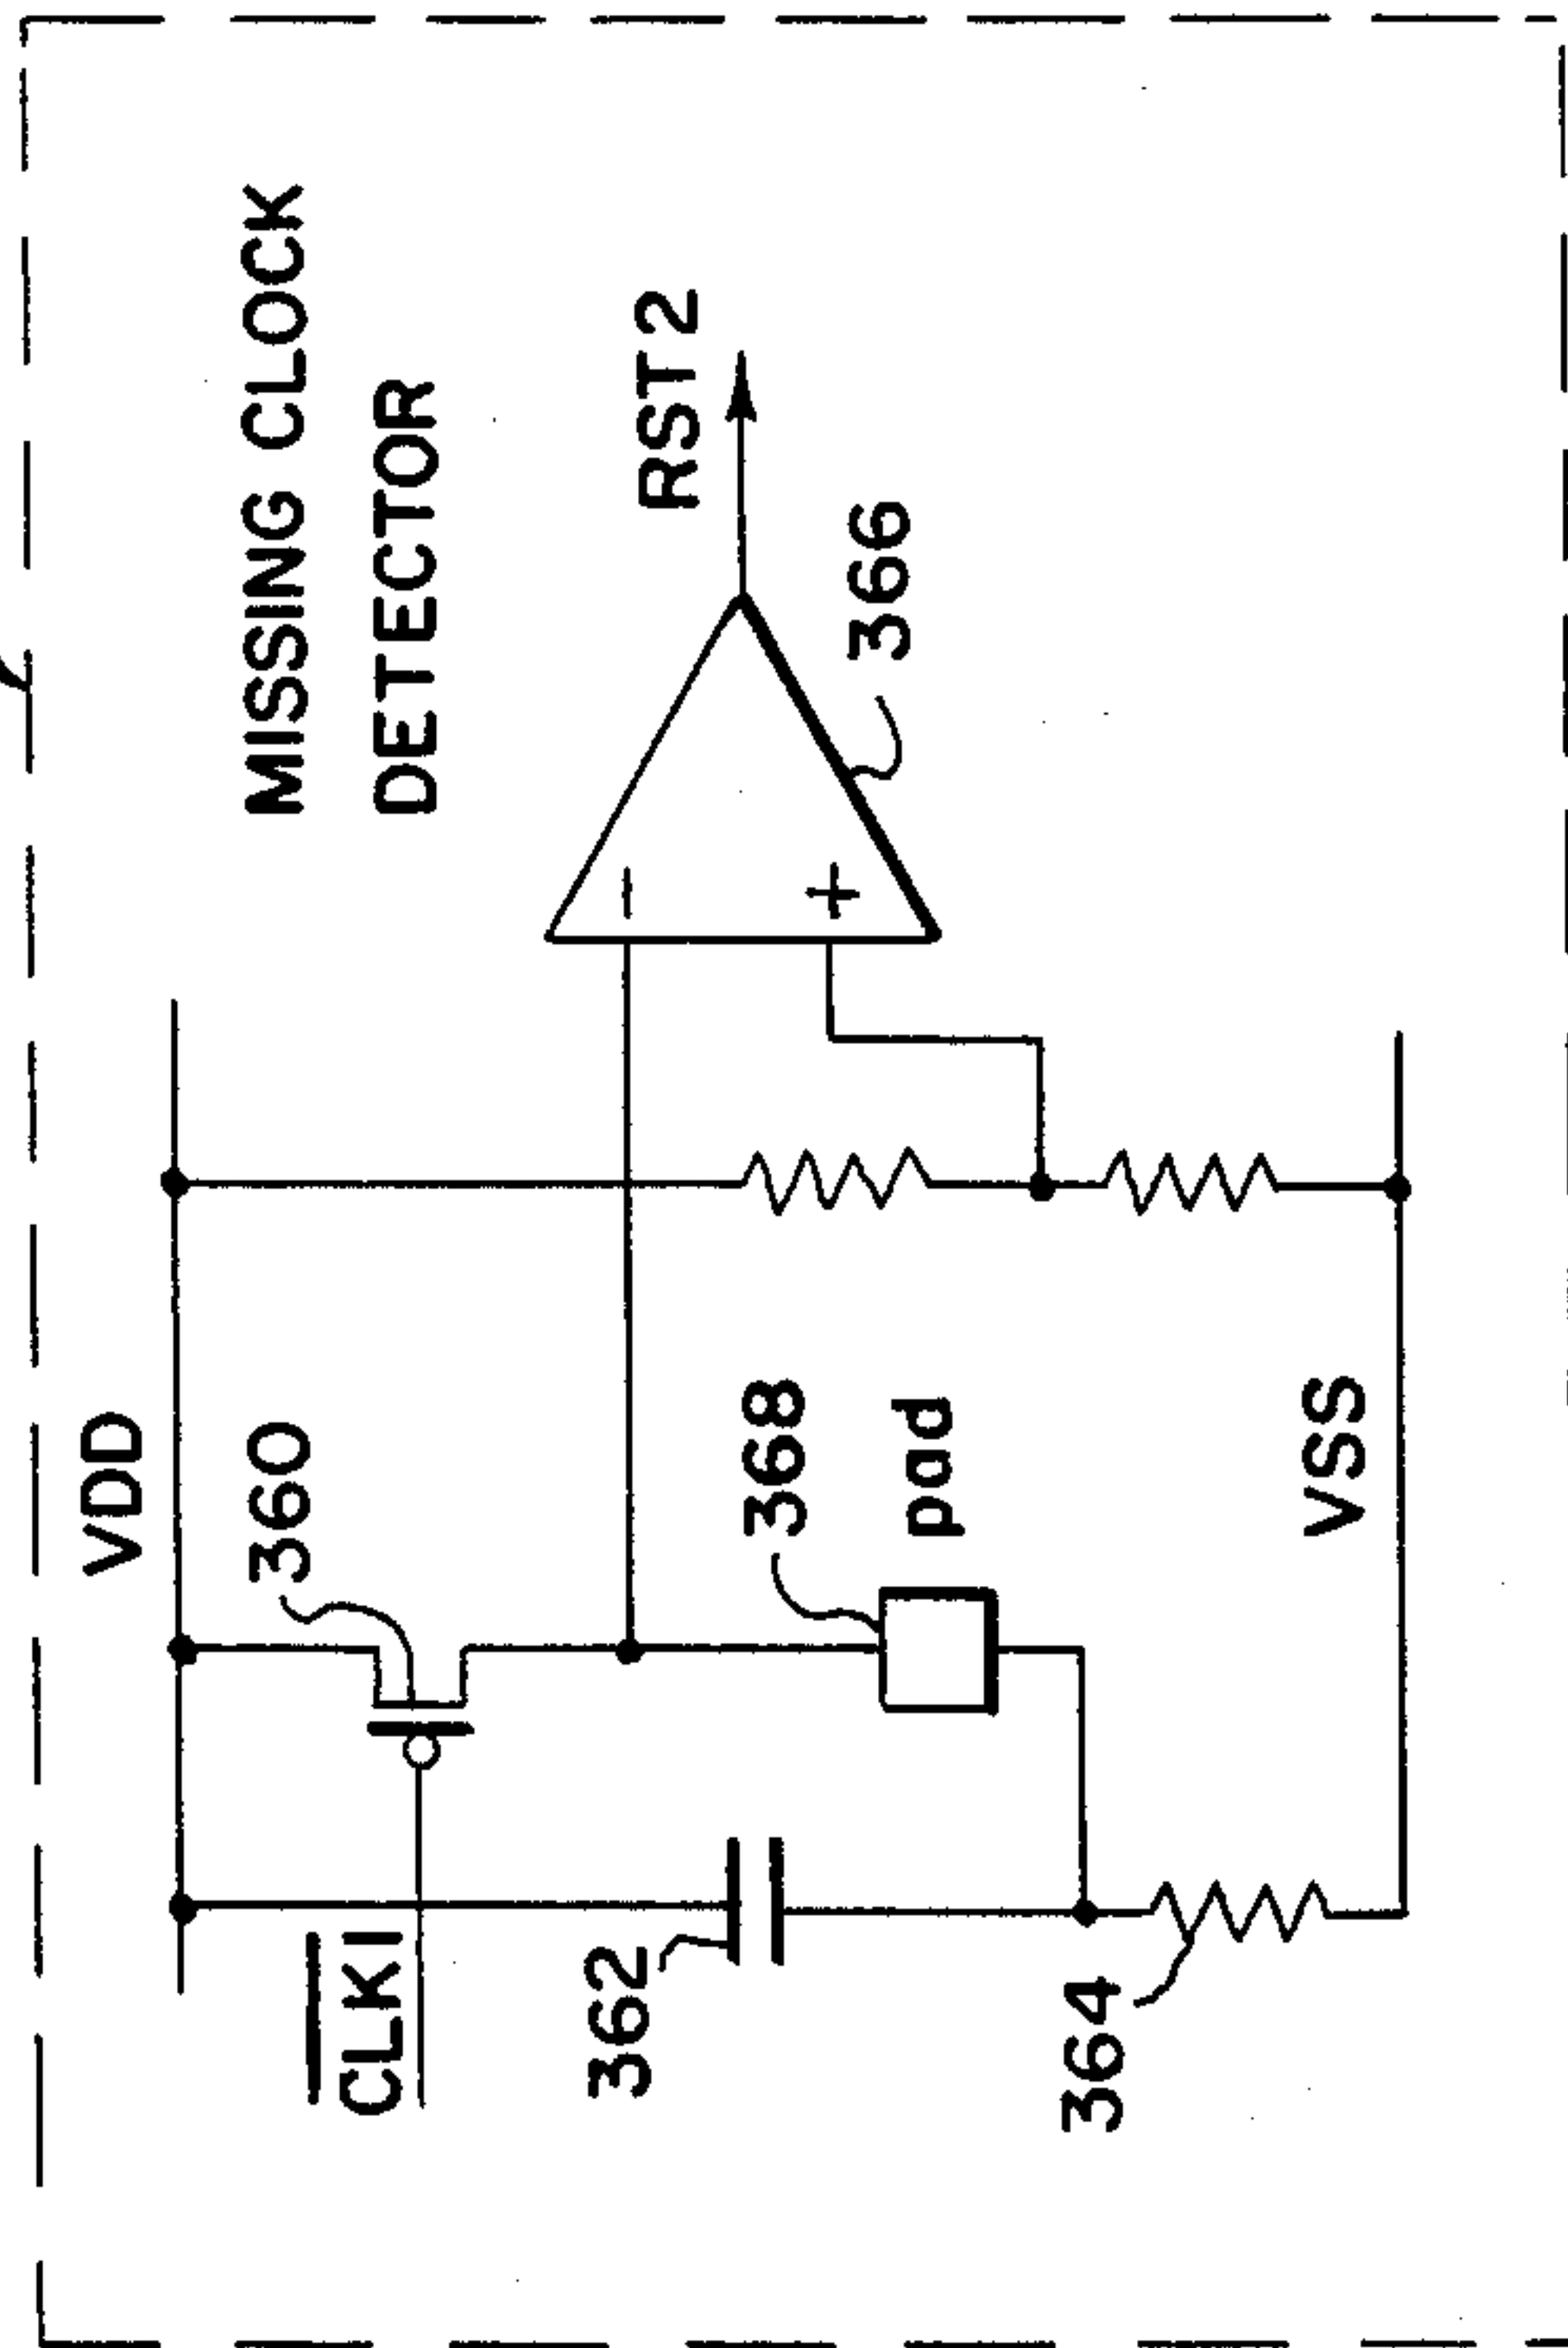 VDD
MISSING CLOCK
360
CLKI
DETECTOR
362
RST2
−
368
+
366
pad
364
VSS